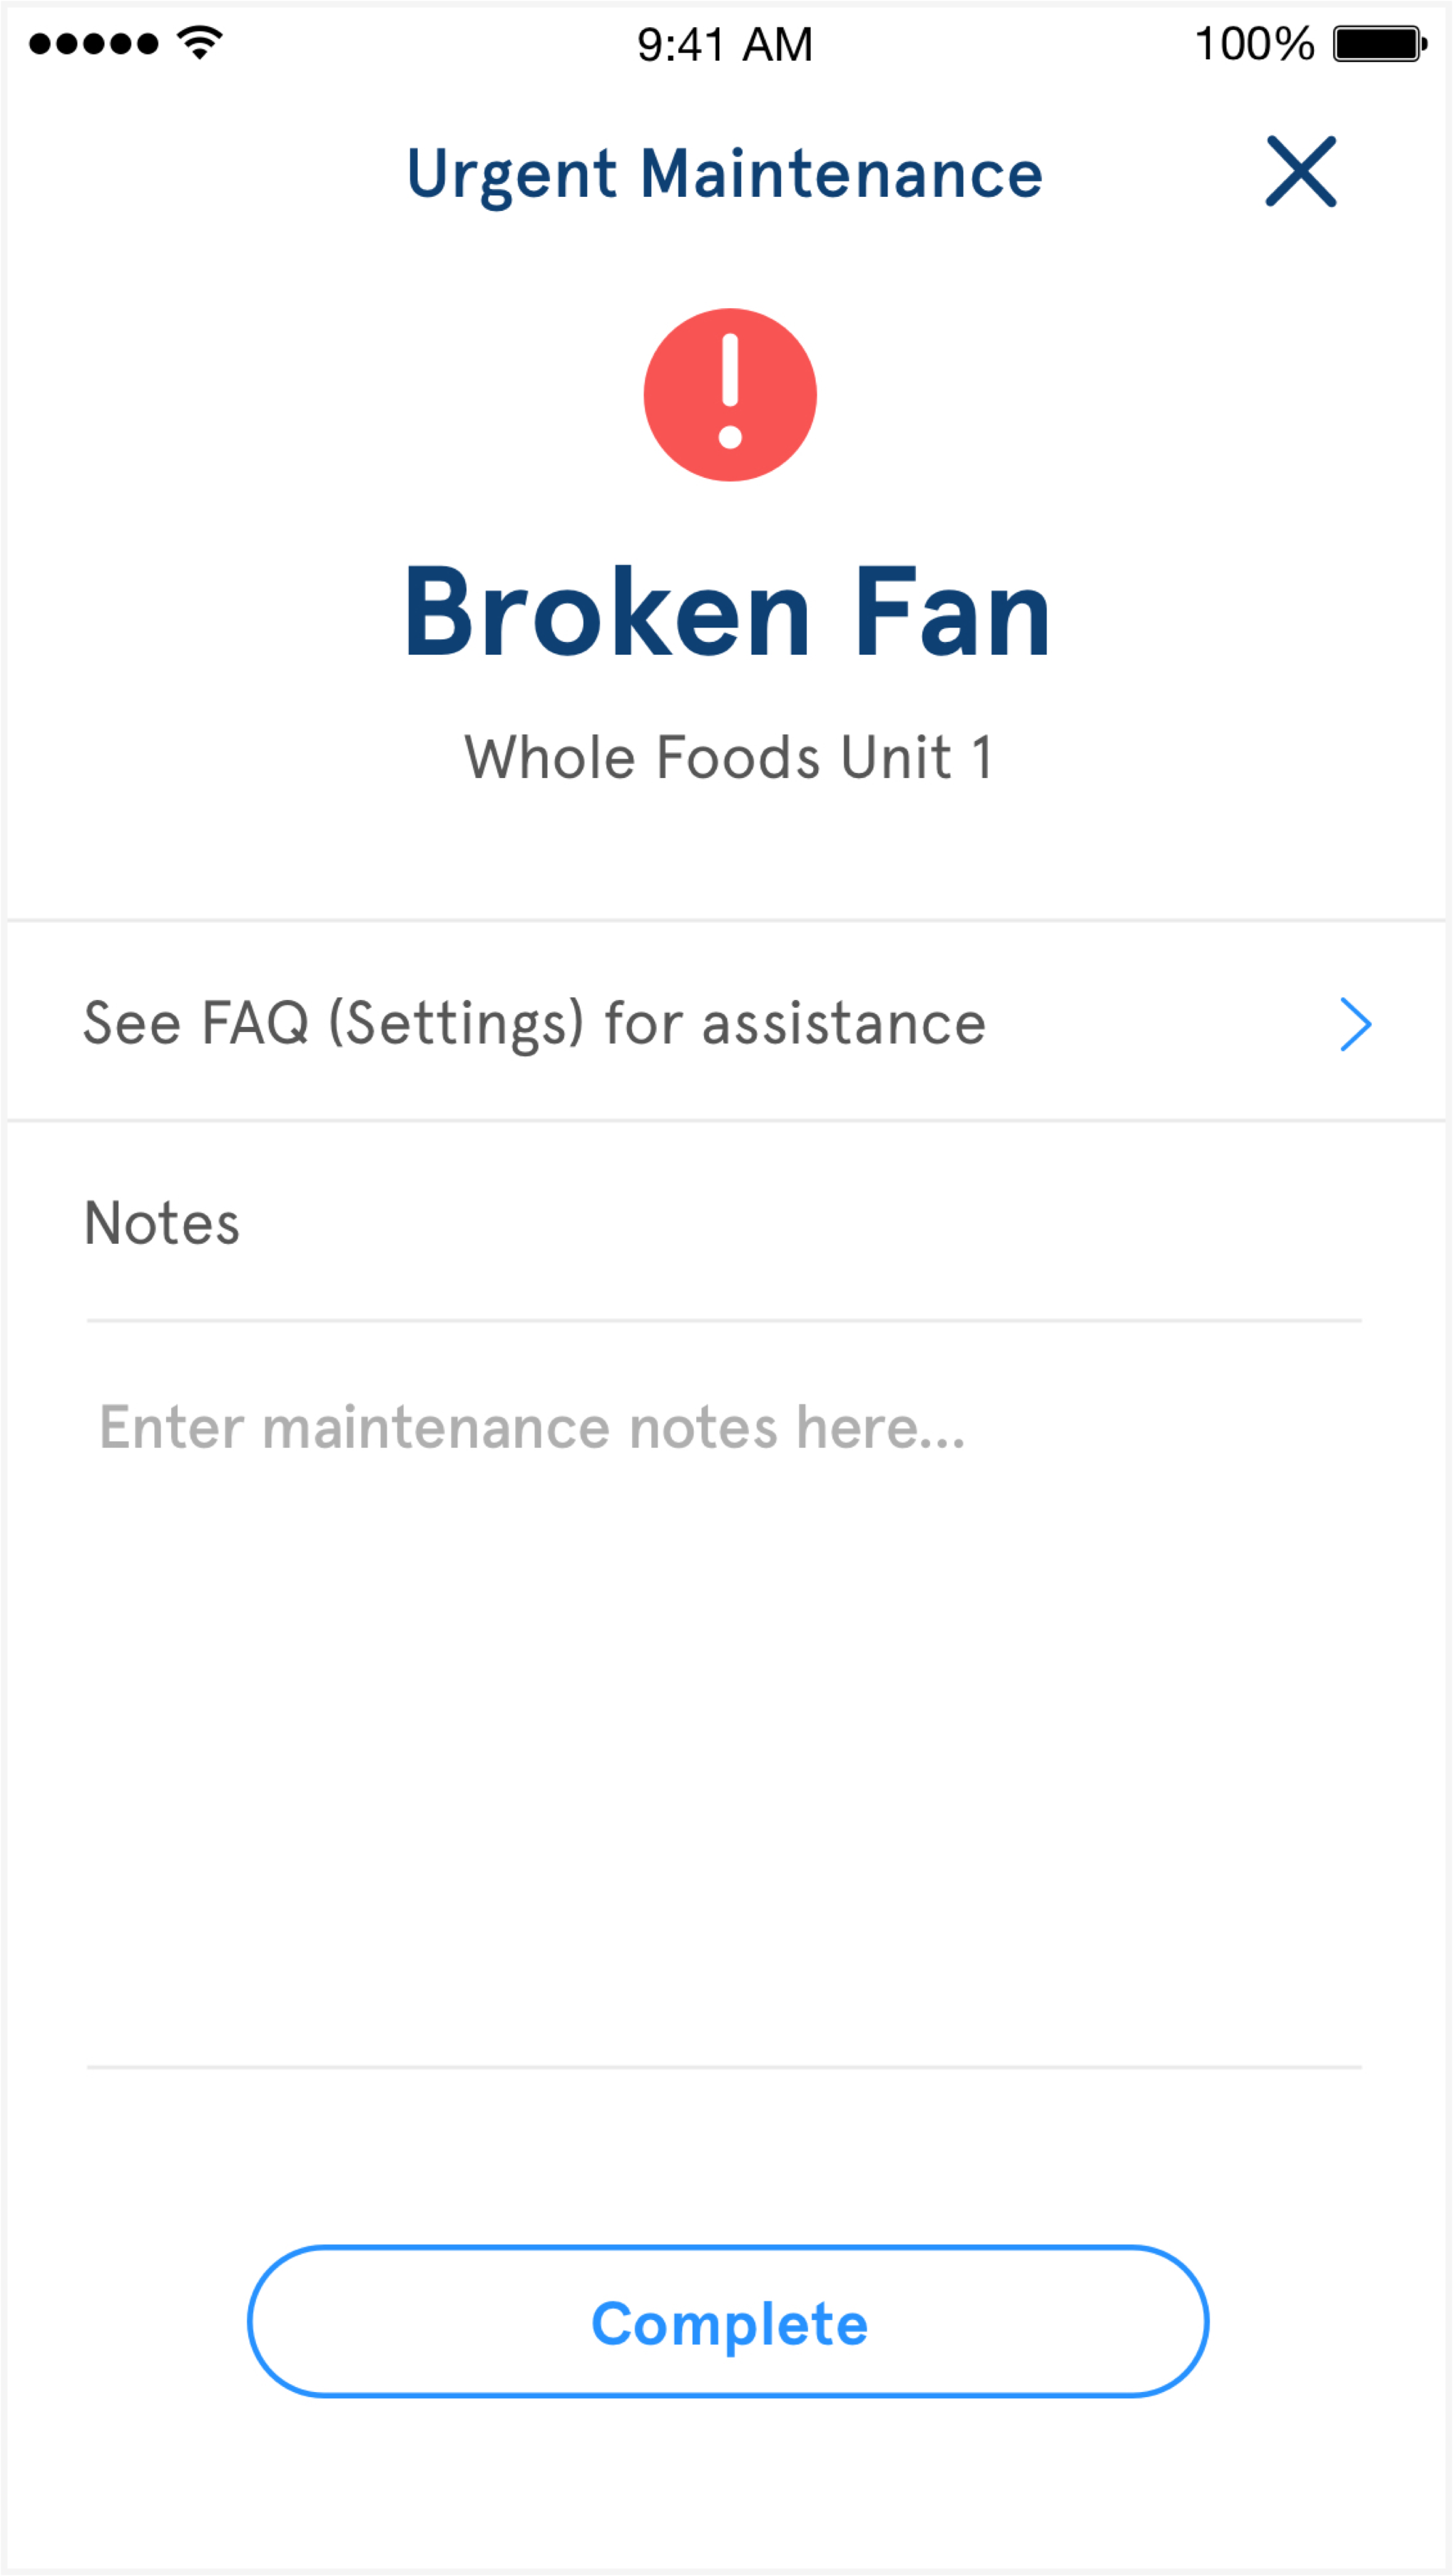 9:41 AM
100%
Urgent Maintenance
Broken Fan
Whole Foods Unit 1
See FAQ (Settings) for assistance
Notes
Enter maintenance notes here...
Complete